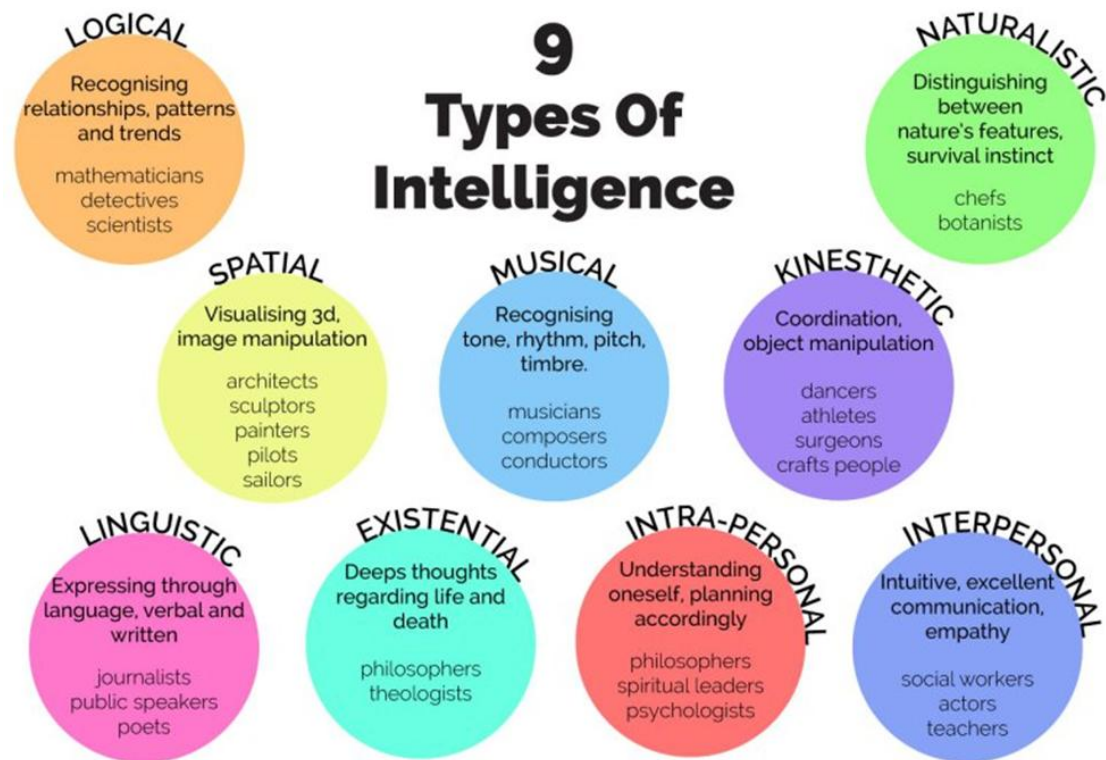 9
Types Of
Intelligence
LOGICAL
Recognising
relationships, patterns
and trends
mathematicians
detectives
scientists
NATURALISTIC
Distinguishing
between
nature's features,
survival instinct
chefs
botanists
SPATIAL
Visualising 3d,
image manipulation
architects
sculptors
painters
pilots
sailors
MUSICAL
Recognising
tone, rhythm, pitch,
timbre.
musicians
composers
conductors
KINESTHETIC
Coordination,
object manipulation
dancers
athletes
surgeons
crafts people
LINGUISTIC
Expressing through
language, verbal and
written
journalists
public speakers
poets
EXISTENTIAL
Deeps thoughts
regarding life and
death
philosophers
theologists
INTRA-PERSONAL
Understanding
oneself, planning
accordingly
philosophers
spiritual leaders
psychologists
INTERPERSONAL
Intuitive, excellent
communication,
empathy
social workers
actors
teachers